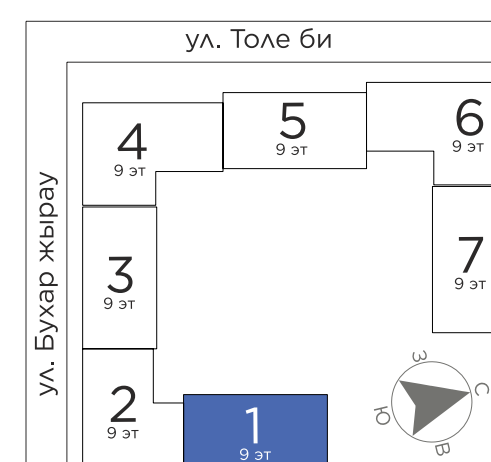 ул. Толе би
4
9 эт
5
9 эт
6
9 эт
ул. Бухар жырау
3
9 эт
7
9 эт
2
9 эт
1
9 эт
З
С
Ю
В